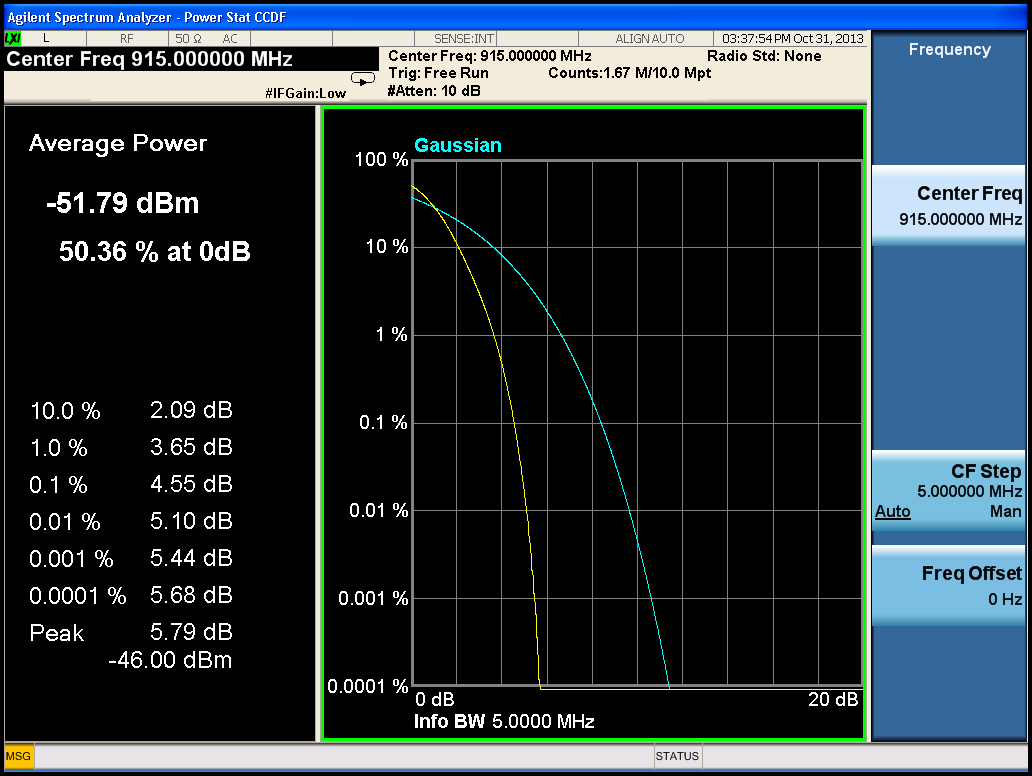 Agilent Spectrum Analyzer - Power Stat CCDF
LXI L RF 50 Ω AC SENSE:INT ALIGN AUTO 03:37:54 PM Oct 31, 2013
Center Freq 915.000000 MHz
Center Freq: 915.000000 MHz Radio Std: None
Trig: Free Run Counts:1.67 M/10.0 Mpt
#IFGain:Low #Atten: 10 dB
Average Power
-51.79 dBm
50.36 % at 0dB
10.0 % 2.09 dB
1.0 % 3.65 dB
0.1 % 4.55 dB
0.01 % 5.10 dB
0.001 % 5.44 dB
0.0001 % 5.68 dB
Peak 5.79 dB
-46.00 dBm
Gaussian
100 %
10 %
1 %
0.1 %
0.01 %
0.001 %
0.0001 %
0 dB 20 dB
Info BW 5.0000 MHz
Frequency
Center Freq
915.000000 MHz
CF Step
5.000000 MHz
Auto Man
Freq Offset
0 Hz
MSG STATUS